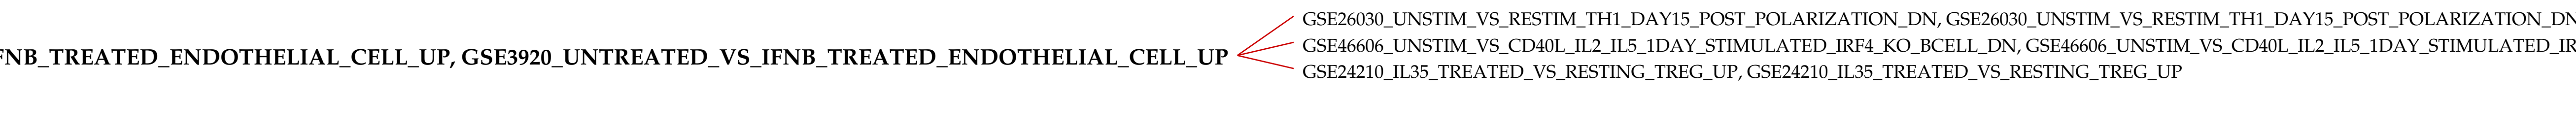 FNB_TREATED_ENDOTHELIAL_CELL_UP, GSE3920_UNTREATED_VS_IFNB_TREATED_ENDOTHELIAL_CELL_UP
GSE26030_UNSTIM_VS_RESTIM_TH1_DAY15_POST_POLARIZATION_DN, GSE26030_UNSTIM_VS_RESTIM_TH1_DAY15_POST_POLARIZATION_DN
GSE46606_UNSTIM_VS_CD40L_IL2_IL5_1DAY_STIMULATED_IRF4_KO_BCELL_DN, GSE46606_UNSTIM_VS_CD40L_IL2_IL5_1DAY_STIMULATED_IR
GSE24210_IL35_TREATED_VS_RESTING_TREG_UP, GSE24210_IL35_TREATED_VS_RESTING_TREG_UP